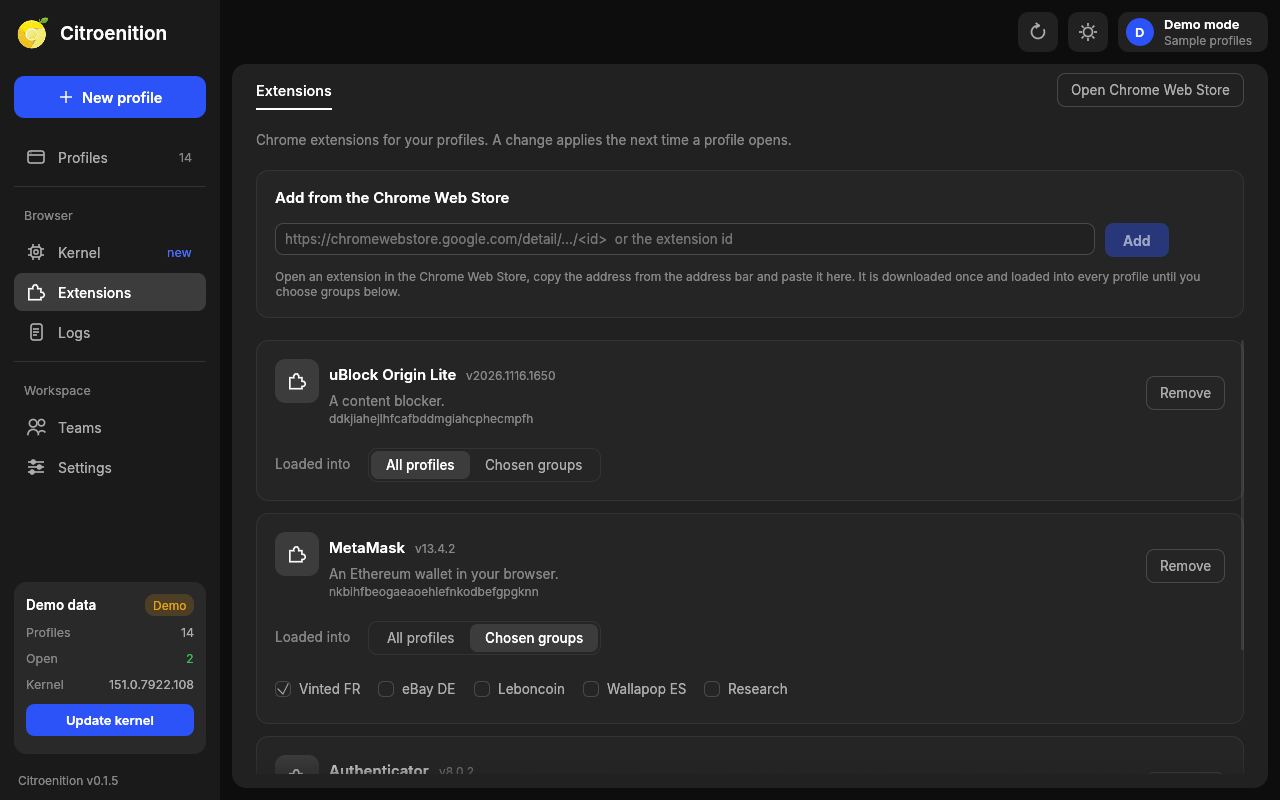 Citroenition
New profile
Profiles 14
Browser
Kernel new
Extensions
Logs
Workspace
Teams
Settings
Demo data Demo
Profiles 14
Open 2
Kernel 151.0.7922.108
Update kernel
Citroenition v0.1.5
D
Demo mode
Sample profiles
Extensions
Open Chrome Web Store
Chrome extensions for your profiles. A change applies the next time a profile opens.
Add from the Chrome Web Store
https://chromewebstore.google.com/detail/.../<id> or the extension id
Add
Open an extension in the Chrome Web Store, copy the address from the address bar and paste it here. It is downloaded once and loaded into every profile until you
choose groups below.
uBlock Origin Lite v2026.1116.1650
A content blocker.
ddkjiahejlhfcafbddmgiahcphecmpfh
Remove
Loaded into All profiles Chosen groups
MetaMask v13.4.2
An Ethereum wallet in your browser.
nkbihfbeogaeaoehlefnkodbefgpgknn
Remove
Loaded into All profiles Chosen groups
Vinted FR eBay DE Leboncoin Wallapop ES Research
Authenticator v8.0.2